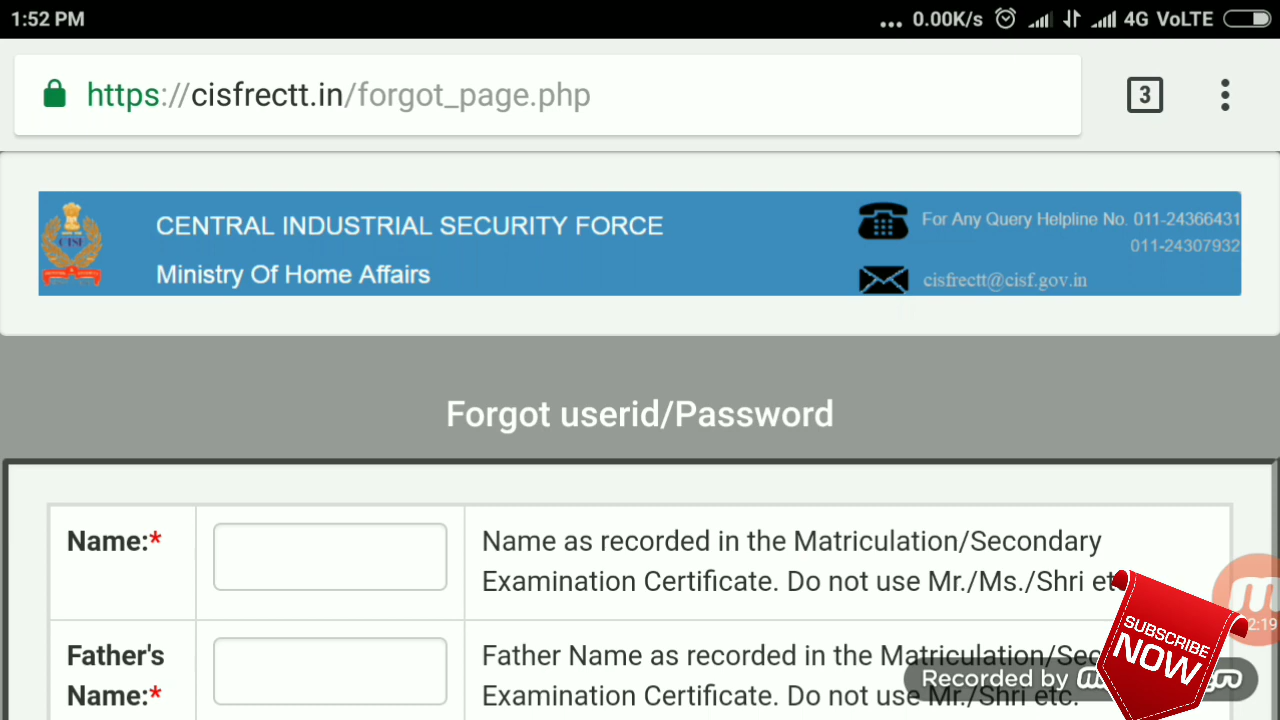 1:52 PM
... 0.00K/s 4G VoLTE
https://cisfrectt.in/forgot_page.php
3
CENTRAL INDUSTRIAL SECURITY FORCE
Ministry Of Home Affairs
CISF
For Any Query Helpline No. 011-24366431
011-24307932
cisfrectt@cisf.gov.in
Forgot userid/Password
Name:*
Name as recorded in the Matriculation/Secondary
Examination Certificate. Do not use Mr./Ms./Shri
Father's
Name:*
Father Name as recorded in the Matriculation/Sec
Examination Certificate. Do not use Mr./Shri etc.
2:19
SUBSCRIBE
NOW
Recorded by